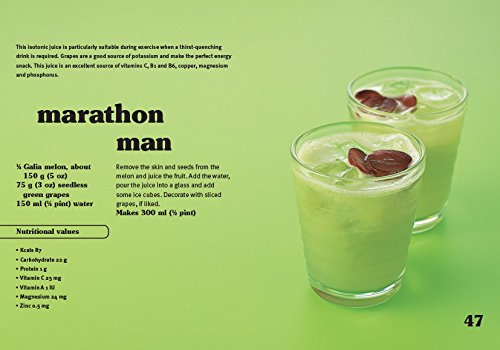 This isotonic juice is particularly suitable during exercise when a thirst-quenching
drink is required. Grapes are a good source of potassium and make the perfect energy
snack. This juice is an excellent source of vitamins C, B1 and B6, copper, magnesium
and phosphorus.
marathon
man
¼ Galia melon, about
150 g (5 oz)
75 g (3 oz) seedless
green grapes
150 ml (¼ pint) water
Remove the skin and seeds from the
melon and juice the fruit. Add the water,
pour the juice into a glass and add
some ice cubes. Decorate with sliced
grapes, if liked.
Makes 300 ml (½ pint)
Nutritional values
• Kcals 87
• Carbohydrate 22 g
• Protein 1 g
• Vitamin C 25 mg
• Vitamin A 1 IU
• Magnesium 24 mg
• Zinc 0.5 mg
47